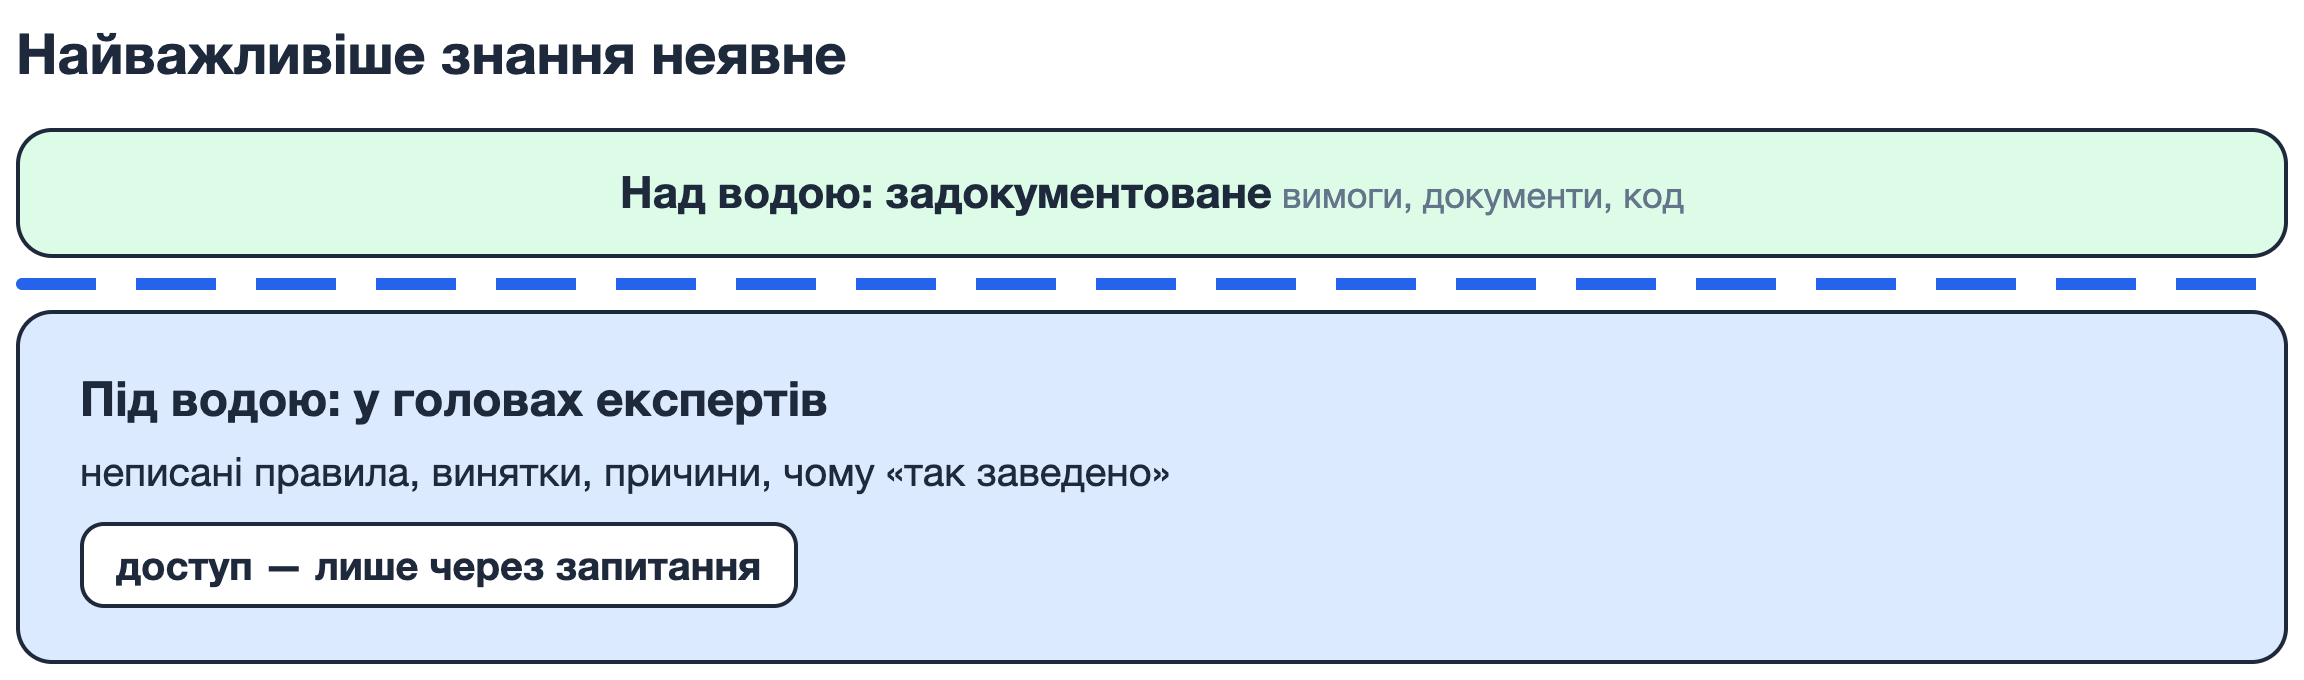 Найважливіше знання неявне
Над водою: задокументоване вимоги, документи, код
Під водою: у головах експертів
неписані правила, винятки, причини, чому «так заведено»
доступ — лише через запитання